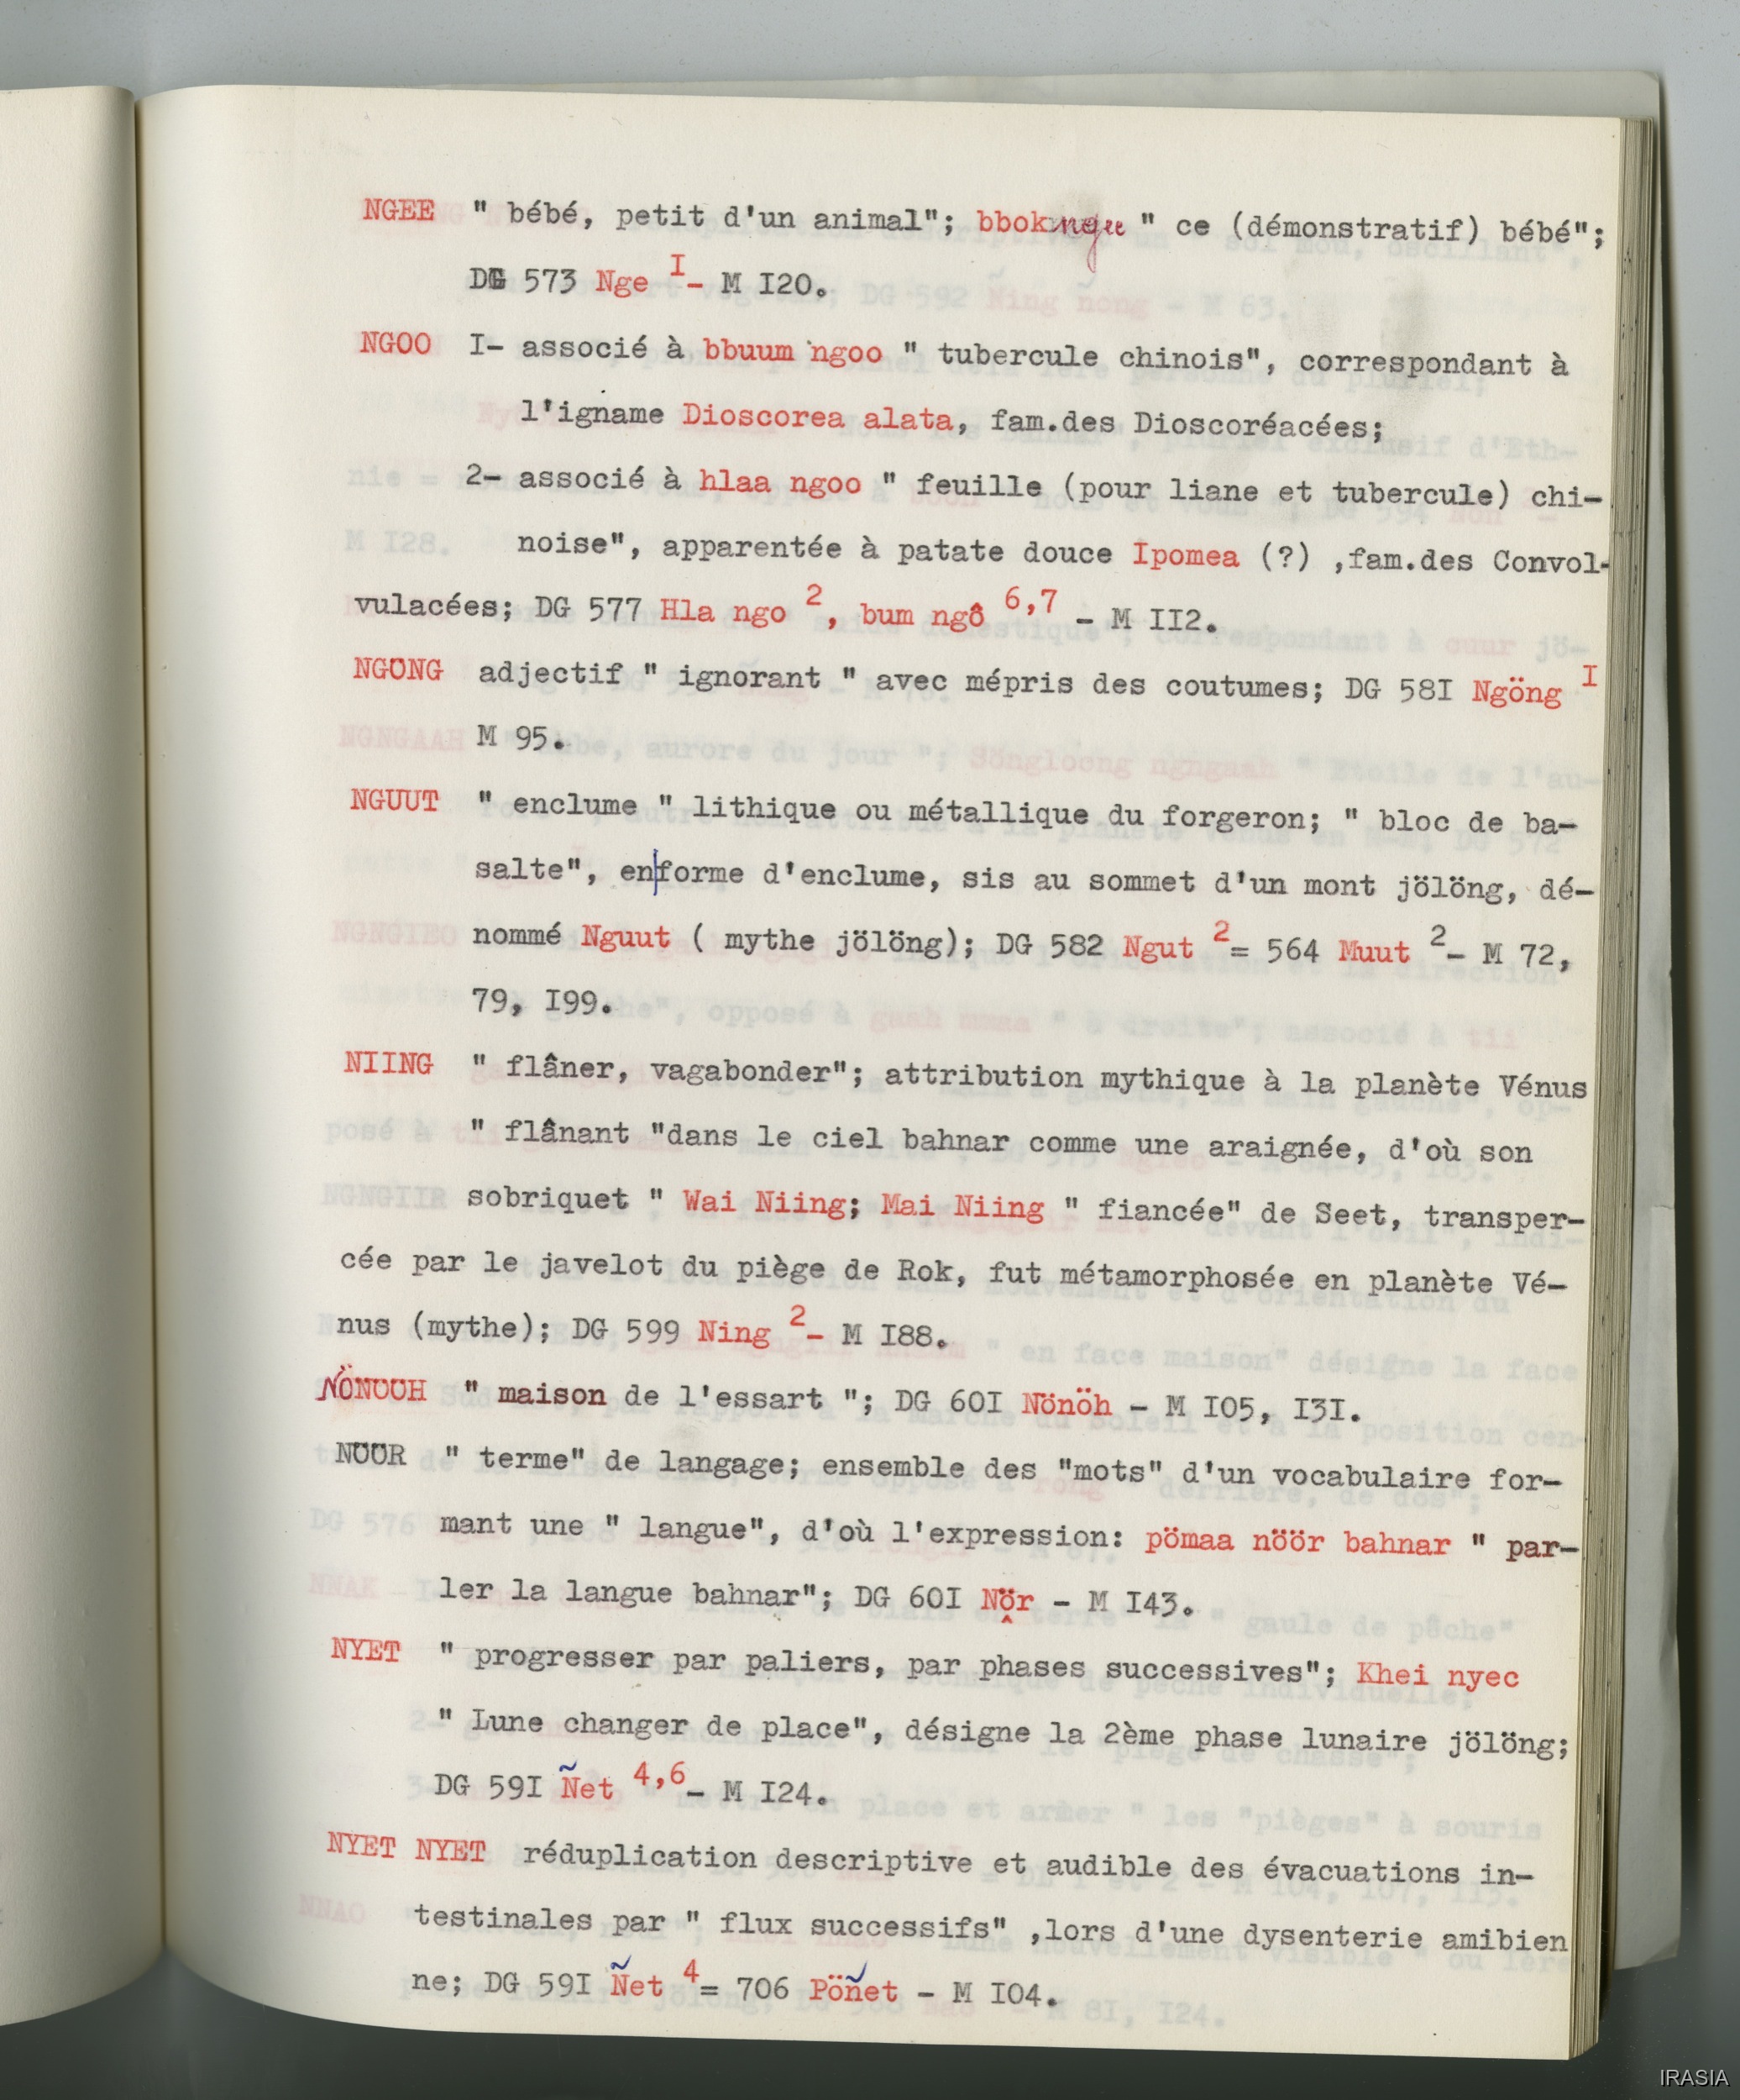 NGEE " bébé, petit d'un animal"; bbok ngee " ce (démonstratif) bébé";
DG 573 Nge I- M I20.
NGOO I- associé à bbuum ngoo " tubercule chinois", correspondant à
l'igname Dioscorea alata, fam.des Dioscoréacées;
2- associé à hlaa ngoo " feuille (pour liane et tubercule) chi-
noise", apparentée à patate douce Ipomea (?) ,fam.des Convol-
vulacées; DG 577 Hla ngo 2, bum ngô 6,7 - M II2.
NGÖNG adjectif " ignorant " avec mépris des coutumes; DG 58I Ngöng I
M 95.
NGUUT " enclume " lithique ou métallique du forgeron; " bloc de ba-
salte", en|forme d'enclume, sis au sommet d'un mont jölöng, dé-
nommé Nguut ( mythe jölöng); DG 582 Ngut 2= 564 Muut 2- M 72,
79, I99.
NIING " flâner, vagabonder"; attribution mythique à la planète Vénus
" flânant "dans le ciel bahnar comme une araignée, d'où son
sobriquet " Wai Niing; Mai Niing " fiancée" de Seet, transper-
cée par le javelot du piège de Rok, fut métamorphosée en planète Vé-
nus (mythe); DG 599 Ning 2- M I88.
NÖNÖÖH " maison de l'essart "; DG 60I Nönöh - M I05, I3I.
NÖÖR " terme" de langage; ensemble des "mots" d'un vocabulaire for-
mant une " langue", d'où l'expression: pömaa nöör bahnar " par-
ler la langue bahnar"; DG 60I Nör - M I43.
NYET " progresser par paliers, par phases successives"; Khei nyec
" Lune changer de place", désigne la 2ème phase lunaire jölöng;
DG 59I Ñet 4,6- M I24.
NYET NYET réduplication descriptive et audible des évacuations in-
testinales par " flux successifs" ,lors d'une dysenterie amibien
ne; DG 59I Ñet 4= 706 Pöñet - M I04.
IRASIA